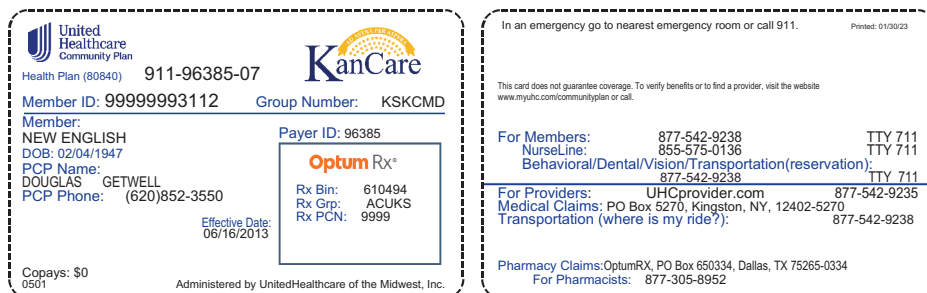 United
Healthcare
Community Plan
KanCare
Health Plan (80840) 911-96385-07
Member ID: 99999993112 Group Number: KSKCMD
Member:
NEW ENGLISH
DOB: 02/04/1947
PCP Name:
DOUGLAS GETWELL
PCP Phone: (620)852-3550
Effective Date:
06/16/2013
Payer ID: 96385
Optum Rx®
Rx Bin: 610494
Rx Grp: ACUKS
Rx PCN: 9999
Copays: $0
0501 Administered by UnitedHealthcare of the Midwest, Inc.
In an emergency go to nearest emergency room or call 911. Printed: 01/30/23
This card does not guarantee coverage. To verify benefits or to find a provider, visit the website
www.myuhc.com/communityplan or call.
For Members: 877-542-9238 TTY 711
NurseLine: 855-575-0136 TTY 711
Behavioral/Dental/Vision/Transportation(reservation):
877-542-9238 TTY 711
For Providers: UHCprovider.com 877-542-9235
Medical Claims: PO Box 5270, Kingston, NY, 12402-5270
Transportation (where is my ride?): 877-542-9238
Pharmacy Claims:OptumRX, PO Box 650334, Dallas, TX 75265-0334
For Pharmacists: 877-305-8952